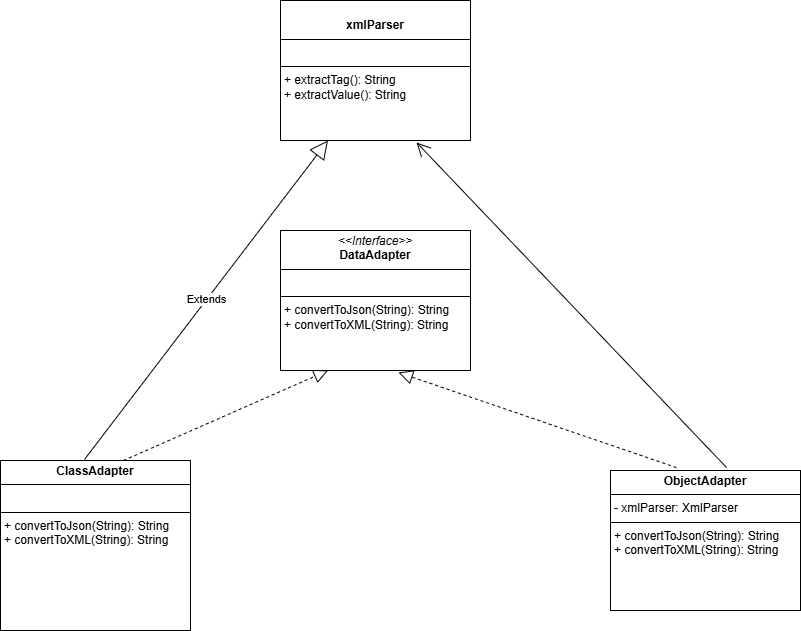 xmlParser
+ extractTag(): String
+ extractValue(): String
<<Interface>>
DataAdapter
+ convertToJson(String): String
+ convertToXML(String): String
Extends
ClassAdapter
+ convertToJson(String): String
+ convertToXML(String): String
ObjectAdapter
- xmlParser: XmlParser
+ convertToJson(String): String
+ convertToXML(String): String